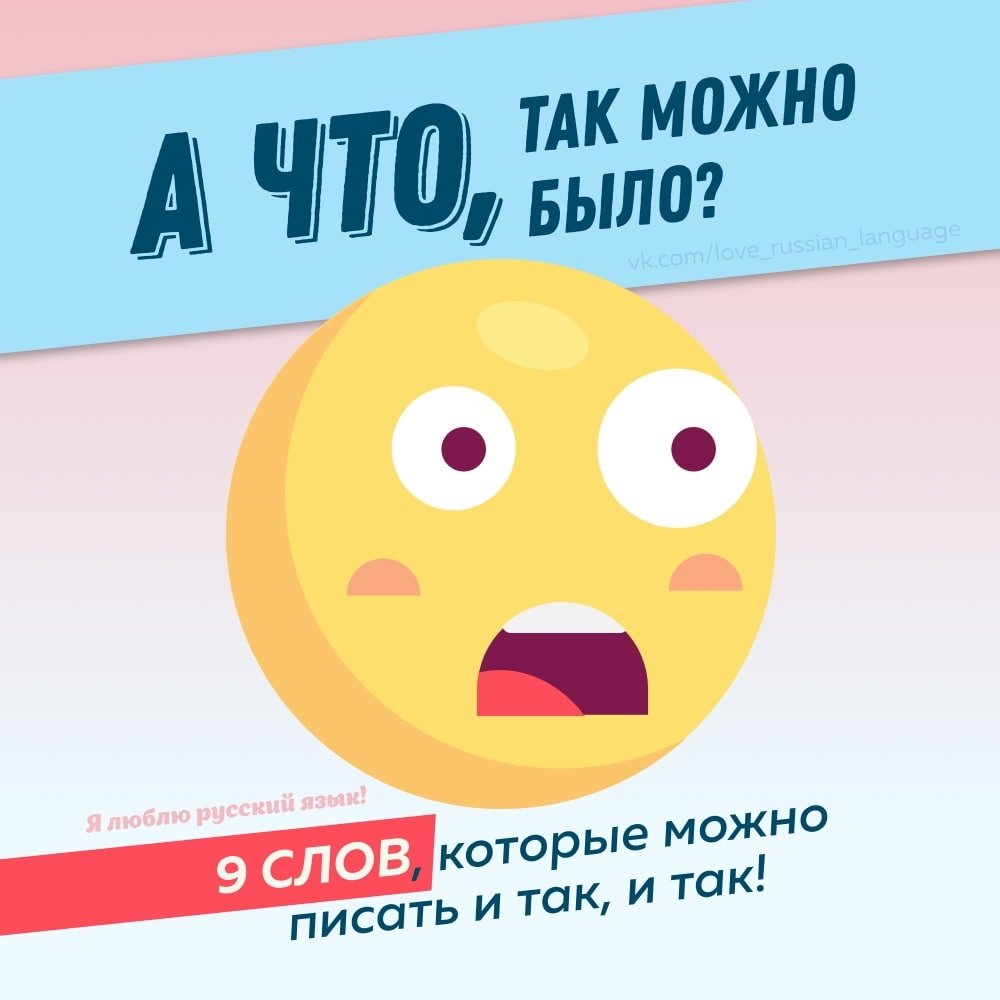 А ЧТО, ТАК МОЖНО
БЫЛО?
vk.com/love_russian_language
Я люблю русский язык!
9 СЛОВ, которые можно
писать и так, и так!